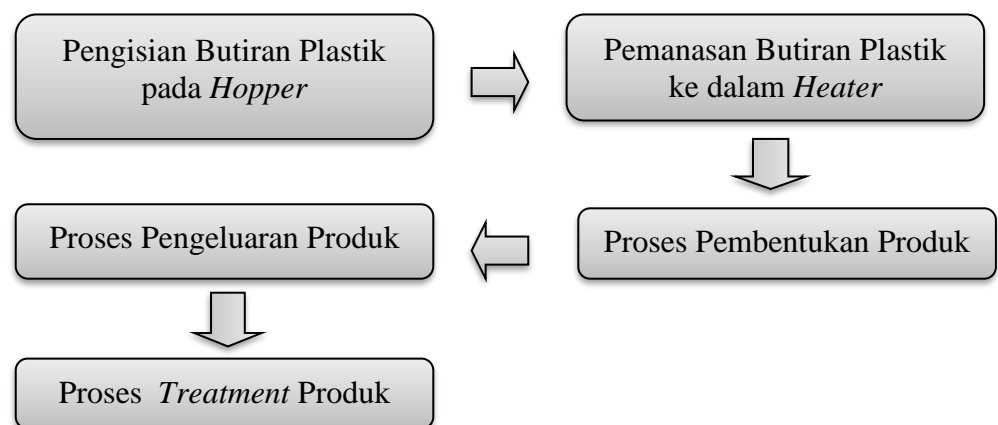 Pengisian Butiran Plastik
pada Hopper
Pemanasan Butiran Plastik
ke dalam Heater
Proses Pembentukan Produk
Proses Pengeluaran Produk
Proses Treatment Produk